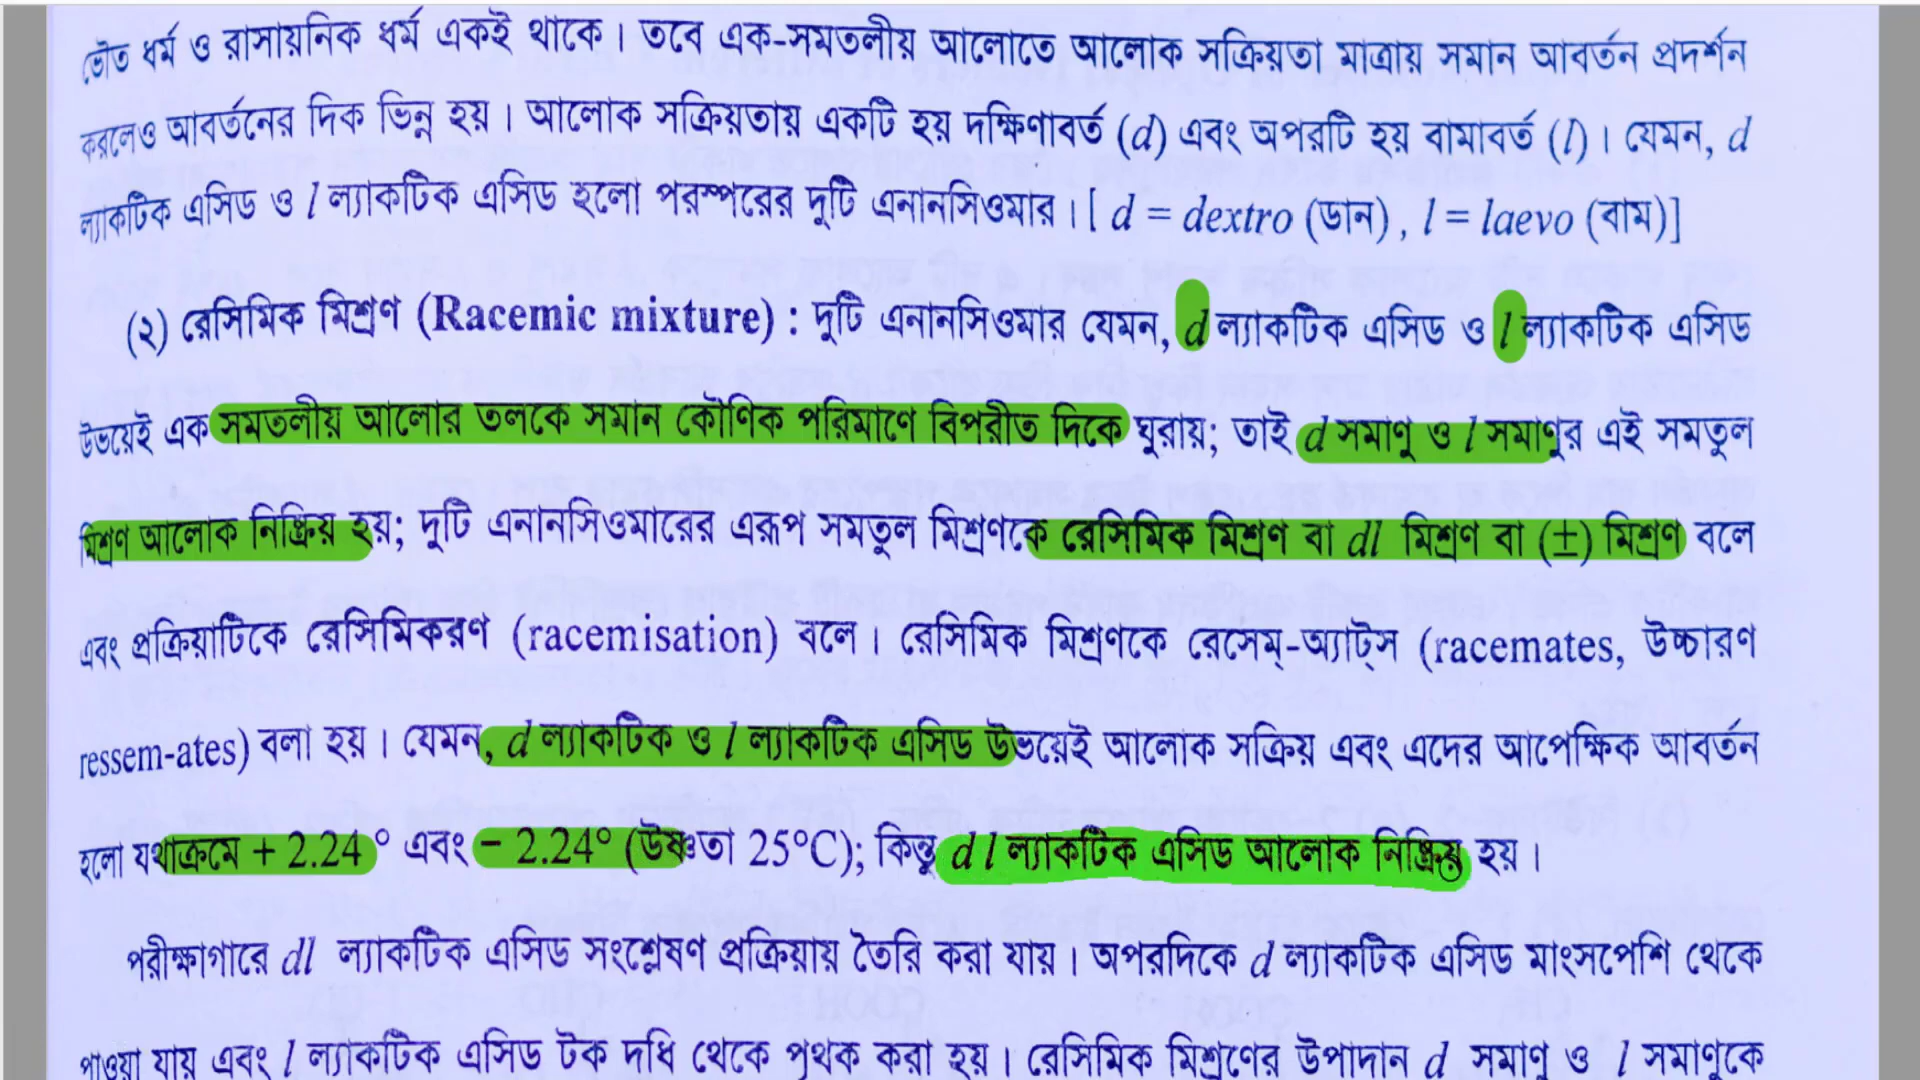 ভৌত ধর্ম ও রাসায়নিক ধর্ম একই থাকে। তবে এক-সমতলীয় আলোতে আলোক সক্রিয়তা মাত্রায় সমান আবর্তন প্রদর্শন
করলেও আবর্তনের দিক ভিন্ন হয়। আলোক সক্রিয়তায় একটি হয় দক্ষিণাবর্ত (d) এবং অপরটি হয় বামাবর্ত (l)। যেমন, d
ল্যাকটিক এসিড ও l ল্যাকটিক এসিড হলো পরস্পরের দুটি এনানসিওমার। [ d = dextro (ডান), l = laevo (বাম)]
(২) রেসিমিক মিশ্রণ (Racemic mixture) : দুটি এনানসিওমার যেমন, d ল্যাকটিক এসিড ও l ল্যাকটিক এসিড
উভয়েই এক সমতলীয় আলোর তলকে সমান কৌণিক পরিমাণে বিপরীত দিকে ঘুরায়; তাই d সমাণু ও l সমাণুর এই সমতুল
মিশ্রণ আলোক নিষ্ক্রিয় হয়; দুটি এনানসিওমারের এরূপ সমতুল মিশ্রণকে রেসিমিক মিশ্রণ বা dl মিশ্রণ বা (±) মিশ্রণ বলে
এবং প্রক্রিয়াটিকে রেসিমিকরণ (racemisation) বলে। রেসিমিক মিশ্রণকে রেসেম্-অ্যাট্স (racemates, উচ্চারণ
ressem-ates) বলা হয়। যেমন, d ল্যাকটিক ও l ল্যাকটিক এসিড উভয়েই আলোক সক্রিয় এবং এদের আপেক্ষিক আবর্তন
হলো যথাক্রমে + 2.24° এবং − 2.24° (উষ্ণতা 25°C); কিন্তু d l ল্যাকটিক এসিড আলোক নিষ্ক্রিয় হয়।
পরীক্ষাগারে dl ল্যাকটিক এসিড সংশ্লেষণ প্রক্রিয়ায় তৈরি করা যায়। অপরদিকে d ল্যাকটিক এসিড মাংসপেশি থেকে
পাওয়া যায় এবং l ল্যাকটিক এসিড টক দধি থেকে পৃথক করা হয়। রেসিমিক মিশ্রণের উপাদান d সমাণু ও l সমাণুকে